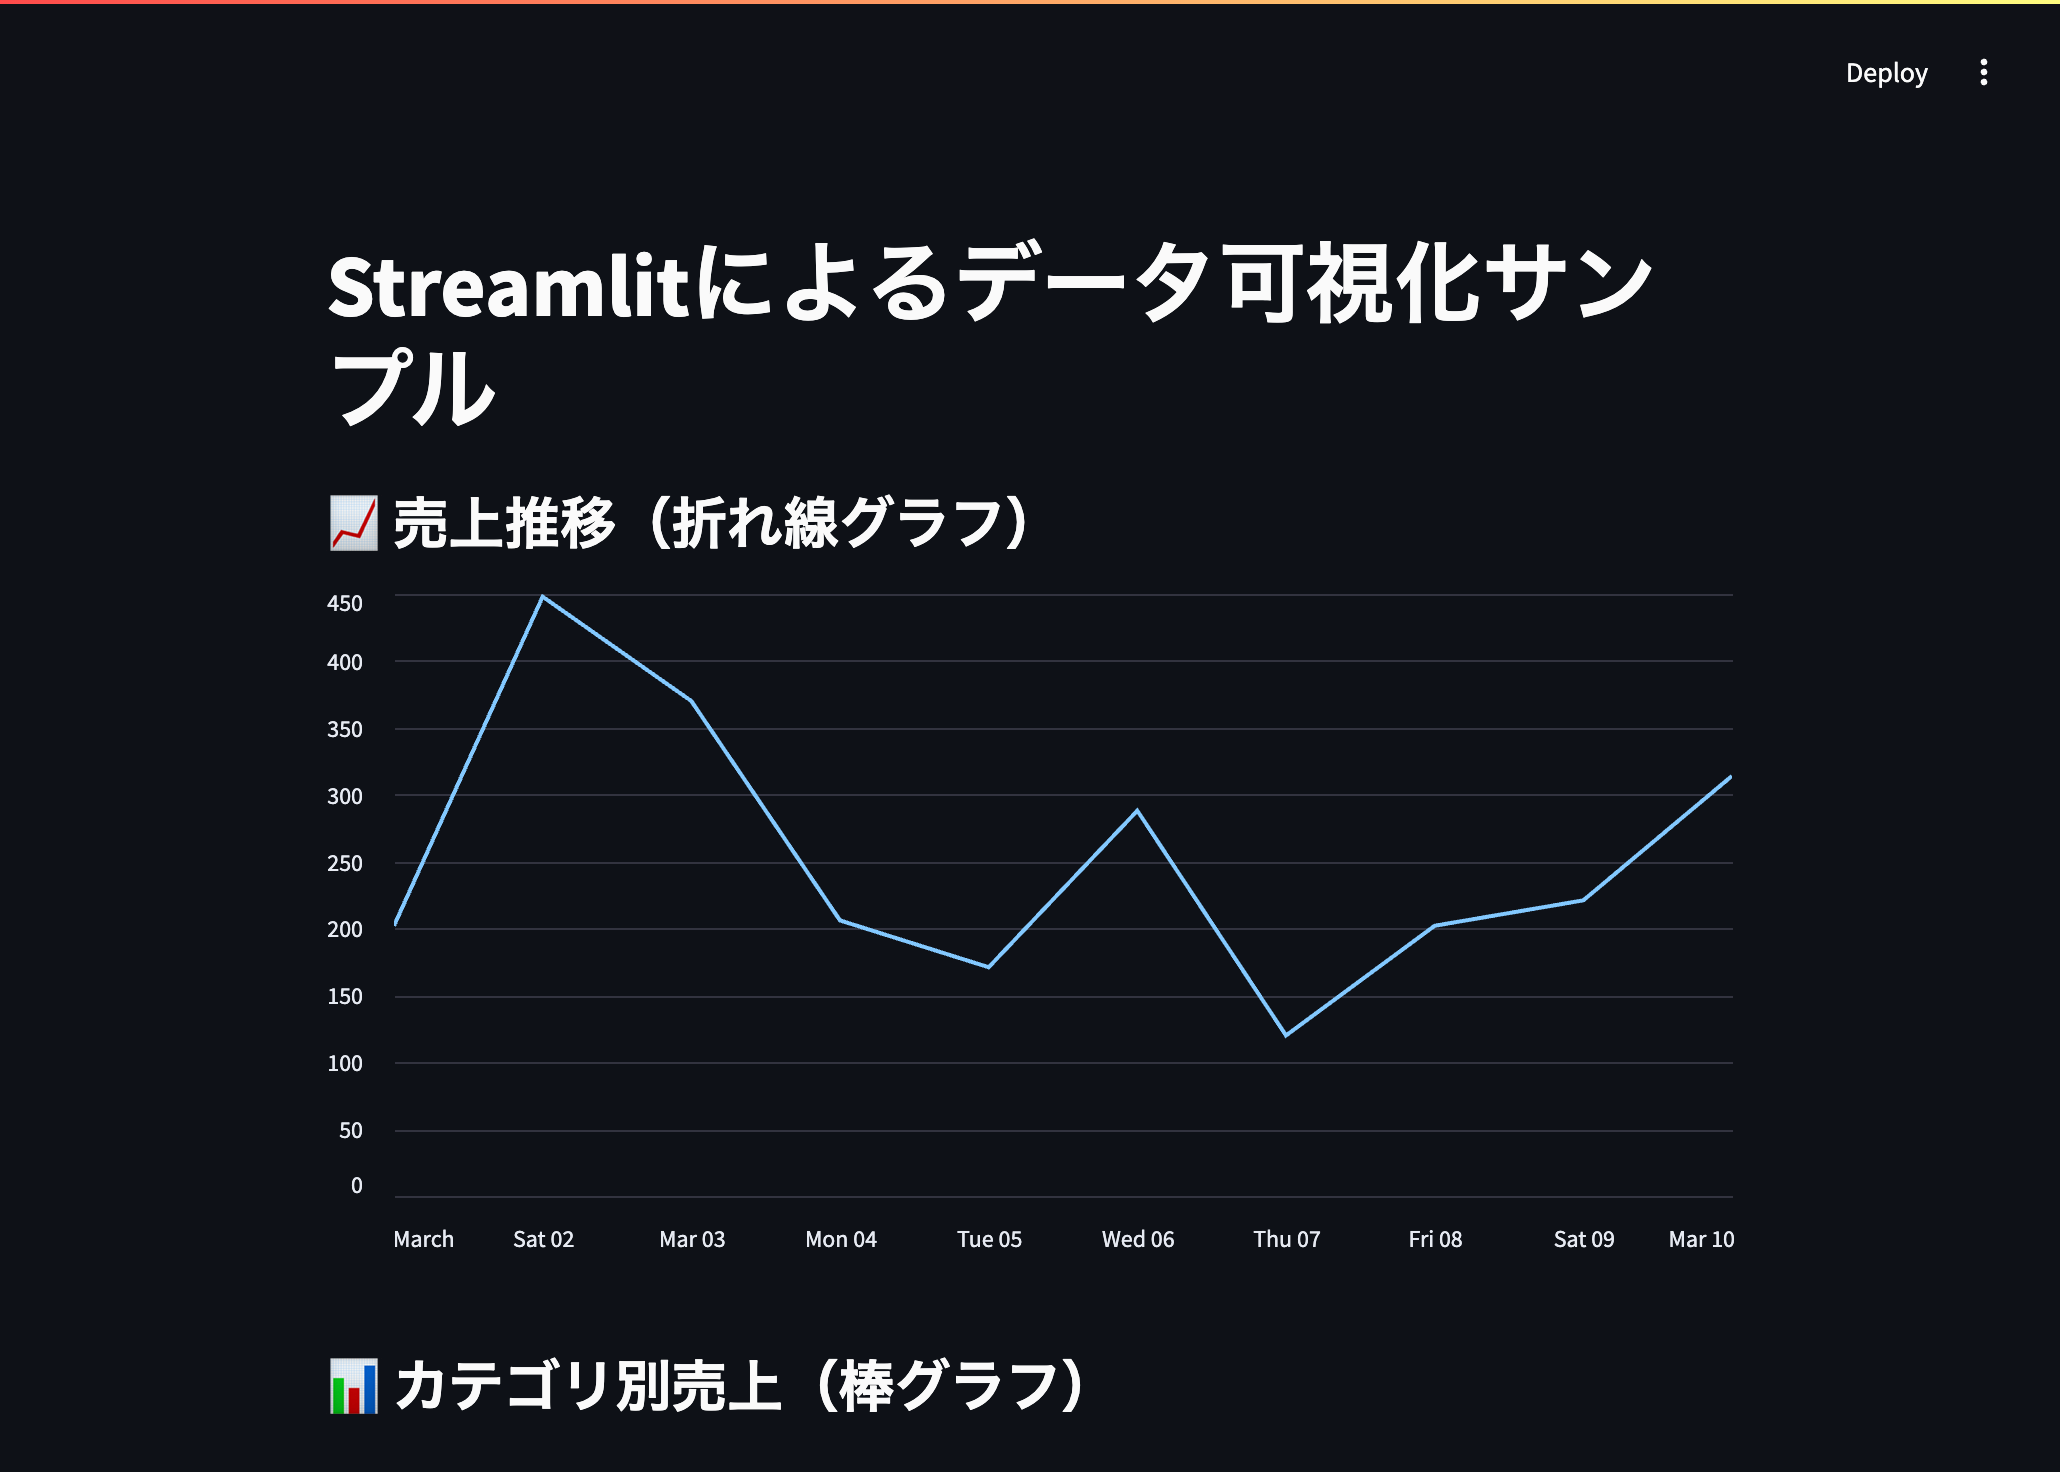 Deploy
Streamlitによるデータ可視化サン
プル
📈 売上推移（折れ線グラフ）
450
400
350
300
250
200
150
100
50
0
March Sat 02 Mar 03 Mon 04 Tue 05 Wed 06 Thu 07 Fri 08 Sat 09 Mar 10
📊 カテゴリ別売上（棒グラフ）